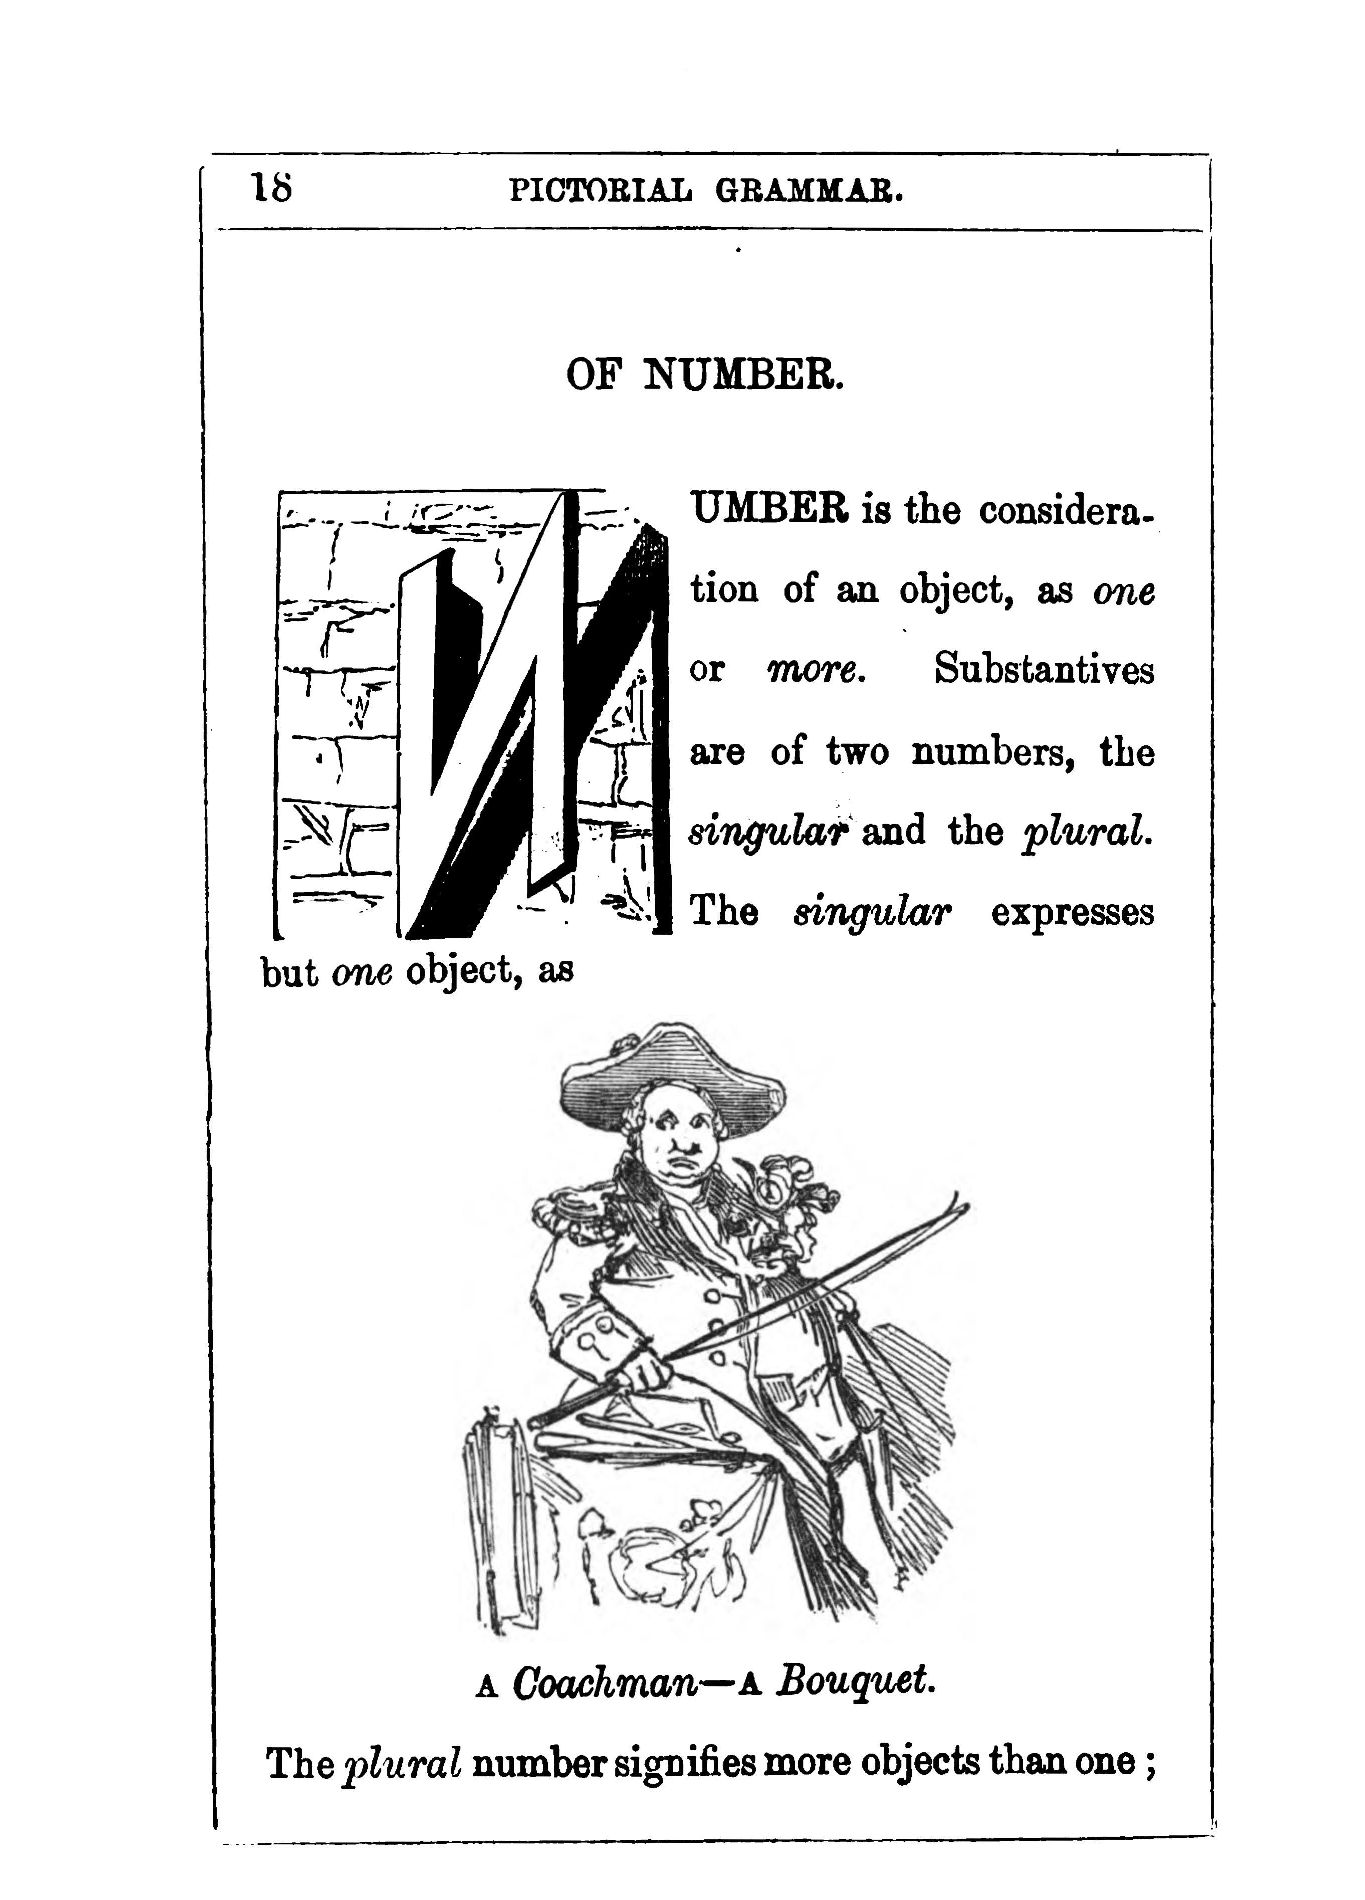 18
PICTORIAL GRAMMAR.
OF NUMBER.
NUMBER is the considera-
tion of an object, as one
or more. Substantives
are of two numbers, the
singular and the plural.
The singular expresses
but one object, as
A Coachman—A Bouquet.
The plural number signifies more objects than one ;